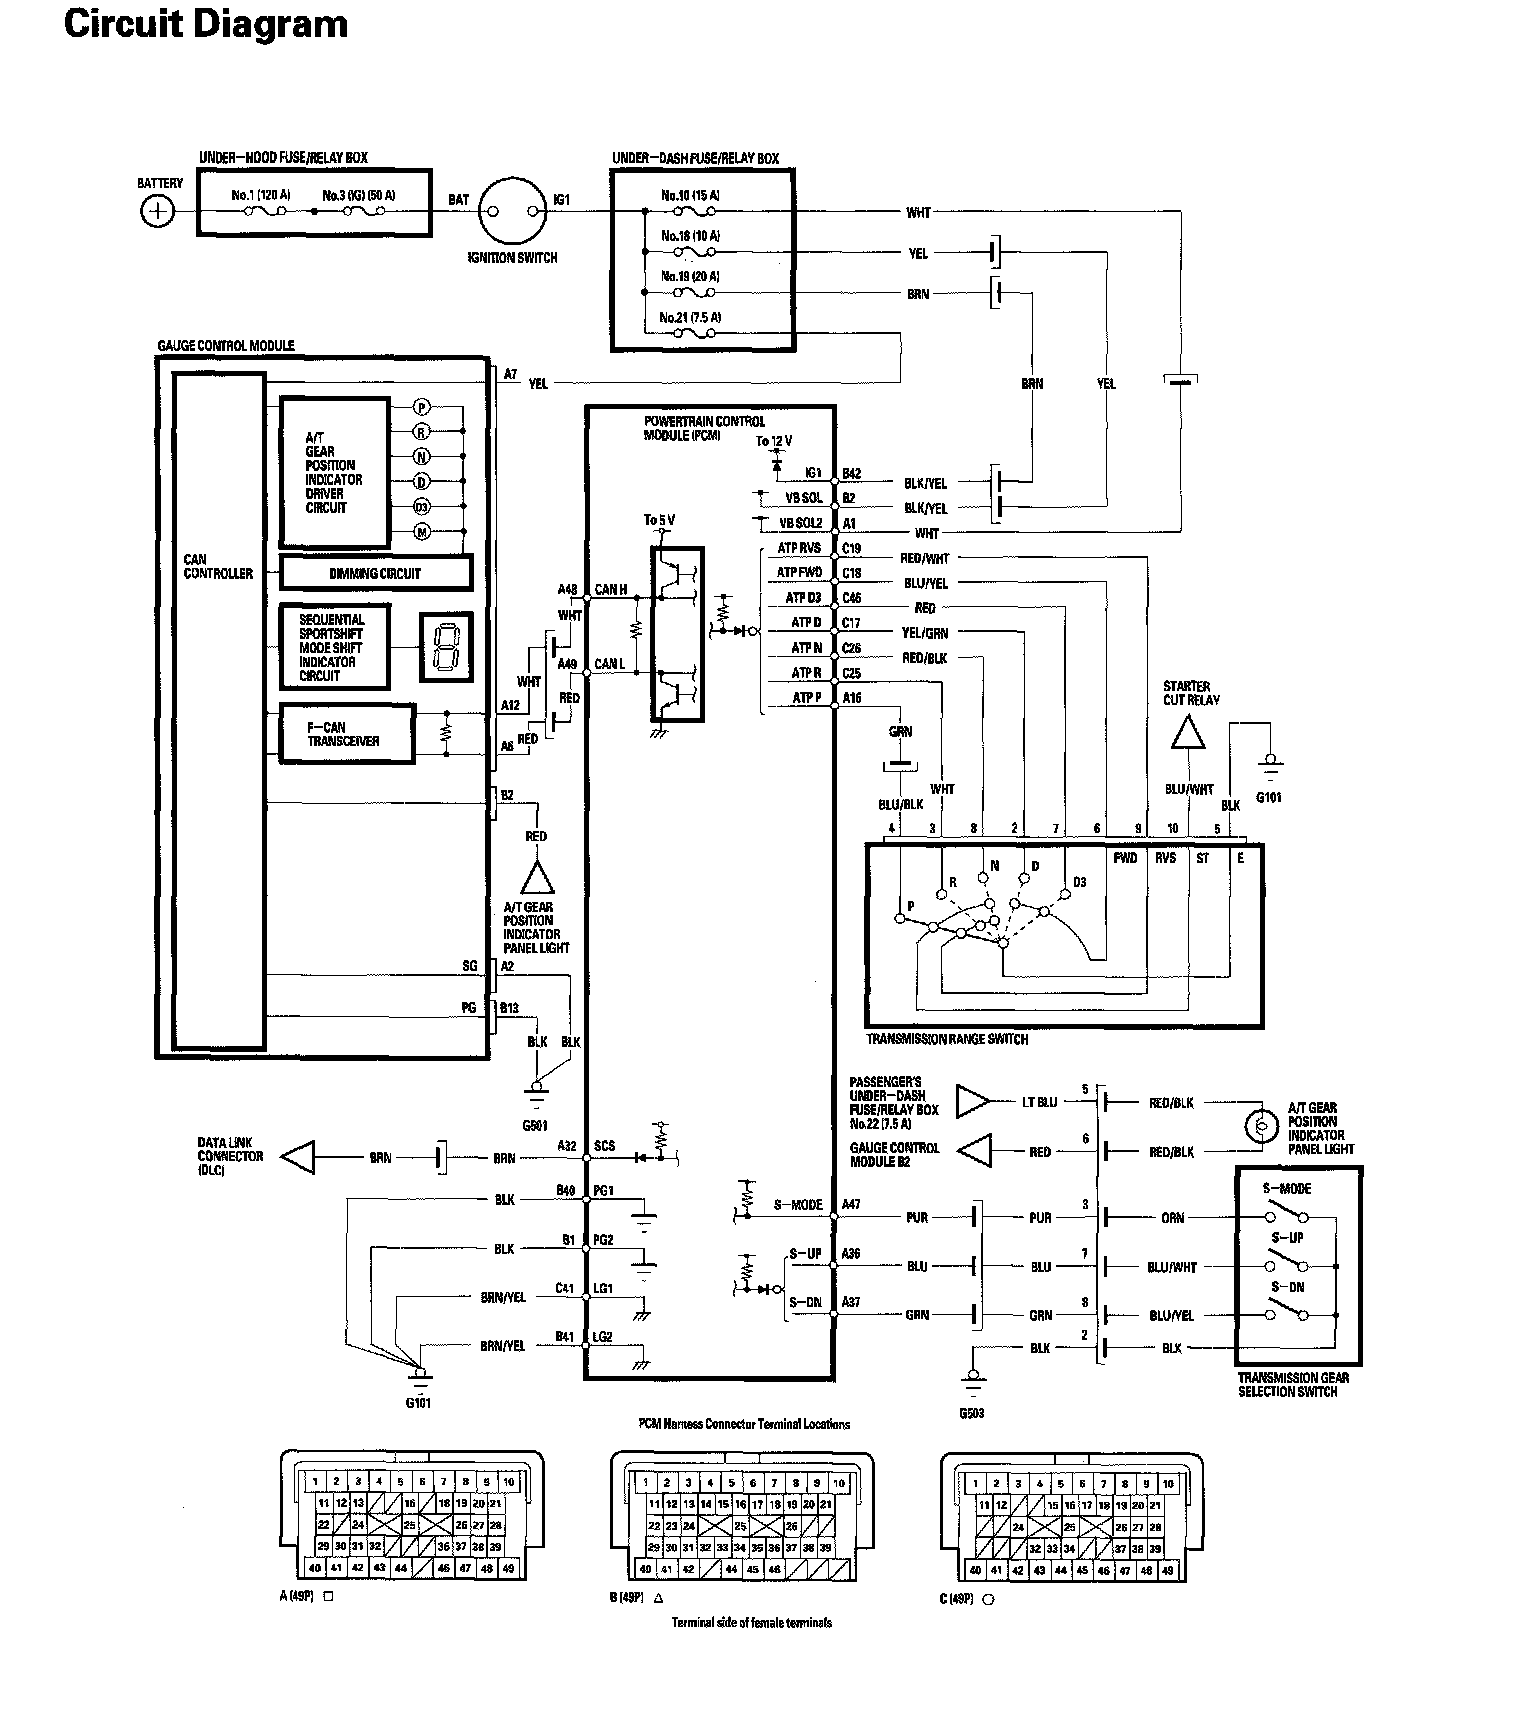 Circuit Diagram
UNDER-HOOD FUSE/RELAY BOX
UNDER-DASH FUSE/RELAY BOX
BATTERY
No.1 (120 A)
No.3 (IG) (50 A)
BAT
IG1
IGNITION SWITCH
No.10 (15 A)
No.18 (10 A)
No.19 (20 A)
No.21 (7.5 A)
WHT
YEL
BRN
BRN
YEL
GAUGE CONTROL MODULE
A7
YEL
CAN
CONTROLLER
A/T
GEAR
POSITION
INDICATOR
DRIVER
CIRCUIT
P
R
N
D
D3
M
DIMMING CIRCUIT
SEQUENTIAL
SPORTSHIFT
MODE SHIFT
INDICATOR
CIRCUIT
F-CAN
TRANSCEIVER
A12
WHT
A6
RED
B2
RED
A/T GEAR
POSITION
INDICATOR
PANEL LIGHT
SG
A2
PG
B13
BLK
BLK
G501
POWERTRAIN CONTROL
MODULE (PCM)
To 12 V
To 5 V
A48
CAN H
WHT
A49
CAN L
RED
IG1
B42
BLK/YEL
VB SOL
B2
BLK/YEL
VB SOL2
A1
WHT
ATP RVS
C19
RED/WHT
ATP FWD
C18
BLU/YEL
ATP D3
C46
RED
ATP D
C17
YEL/GRN
ATP N
C26
RED/BLK
ATP R
C25
ATP P
A16
GRN
BLU/BLK
WHT
STARTER
CUT RELAY
BLU/WHT
BLK
G101
4 3 8 2 7 6 9 10 5
P
R
N
D
D3
FWD
RVS
ST
E
TRANSMISSION RANGE SWITCH
PASSENGER'S
UNDER-DASH
FUSE/RELAY BOX
No.22 (7.5 A)
LT BLU
5
RED/BLK
GAUGE CONTROL
MODULE B2
RED
6
RED/BLK
A/T GEAR
POSITION
INDICATOR
PANEL LIGHT
DATA LINK
CONNECTOR
(DLC)
BRN
BRN
A32
SCS
BLK
B40
PG1
BLK
B1
PG2
BRN/YEL
C41
LG1
BRN/YEL
B41
LG2
G101
S-MODE
A47
PUR
PUR
3
ORN
S-MODE
S-UP
A36
BLU
BLU
7
BLU/WHT
S-UP
S-DN
A37
GRN
GRN
8
BLU/YEL
S-DN
BLK
2
BLK
G503
TRANSMISSION GEAR
SELECTION SWITCH
PCM Harness Connector Terminal Locations
1 2 3 4 5 6 7 8 9 10
11 12 13 16 18 19 20 21
22 24 25 26 27 28
29 30 31 32 36 37 38 39
40 41 42 43 44 46 47 48 49
A (49P) □
1 2 3 4 5 6 7 8 9 10
11 12 13 14 15 16 17 18 19 20 21
22 23 24 25 26
29 30 31 32 33 34 35 36 37 38 39
40 41 42 44 45 46
B (49P) △
1 2 3 4 5 6 7 8 9 10
11 12 15 16 17 18 19 20 21
24 25 26 27 28
32 33 34 37 38 39
40 41 42 43 44 45 46 47 48 49
C (49P) ○
Terminal side of female terminals